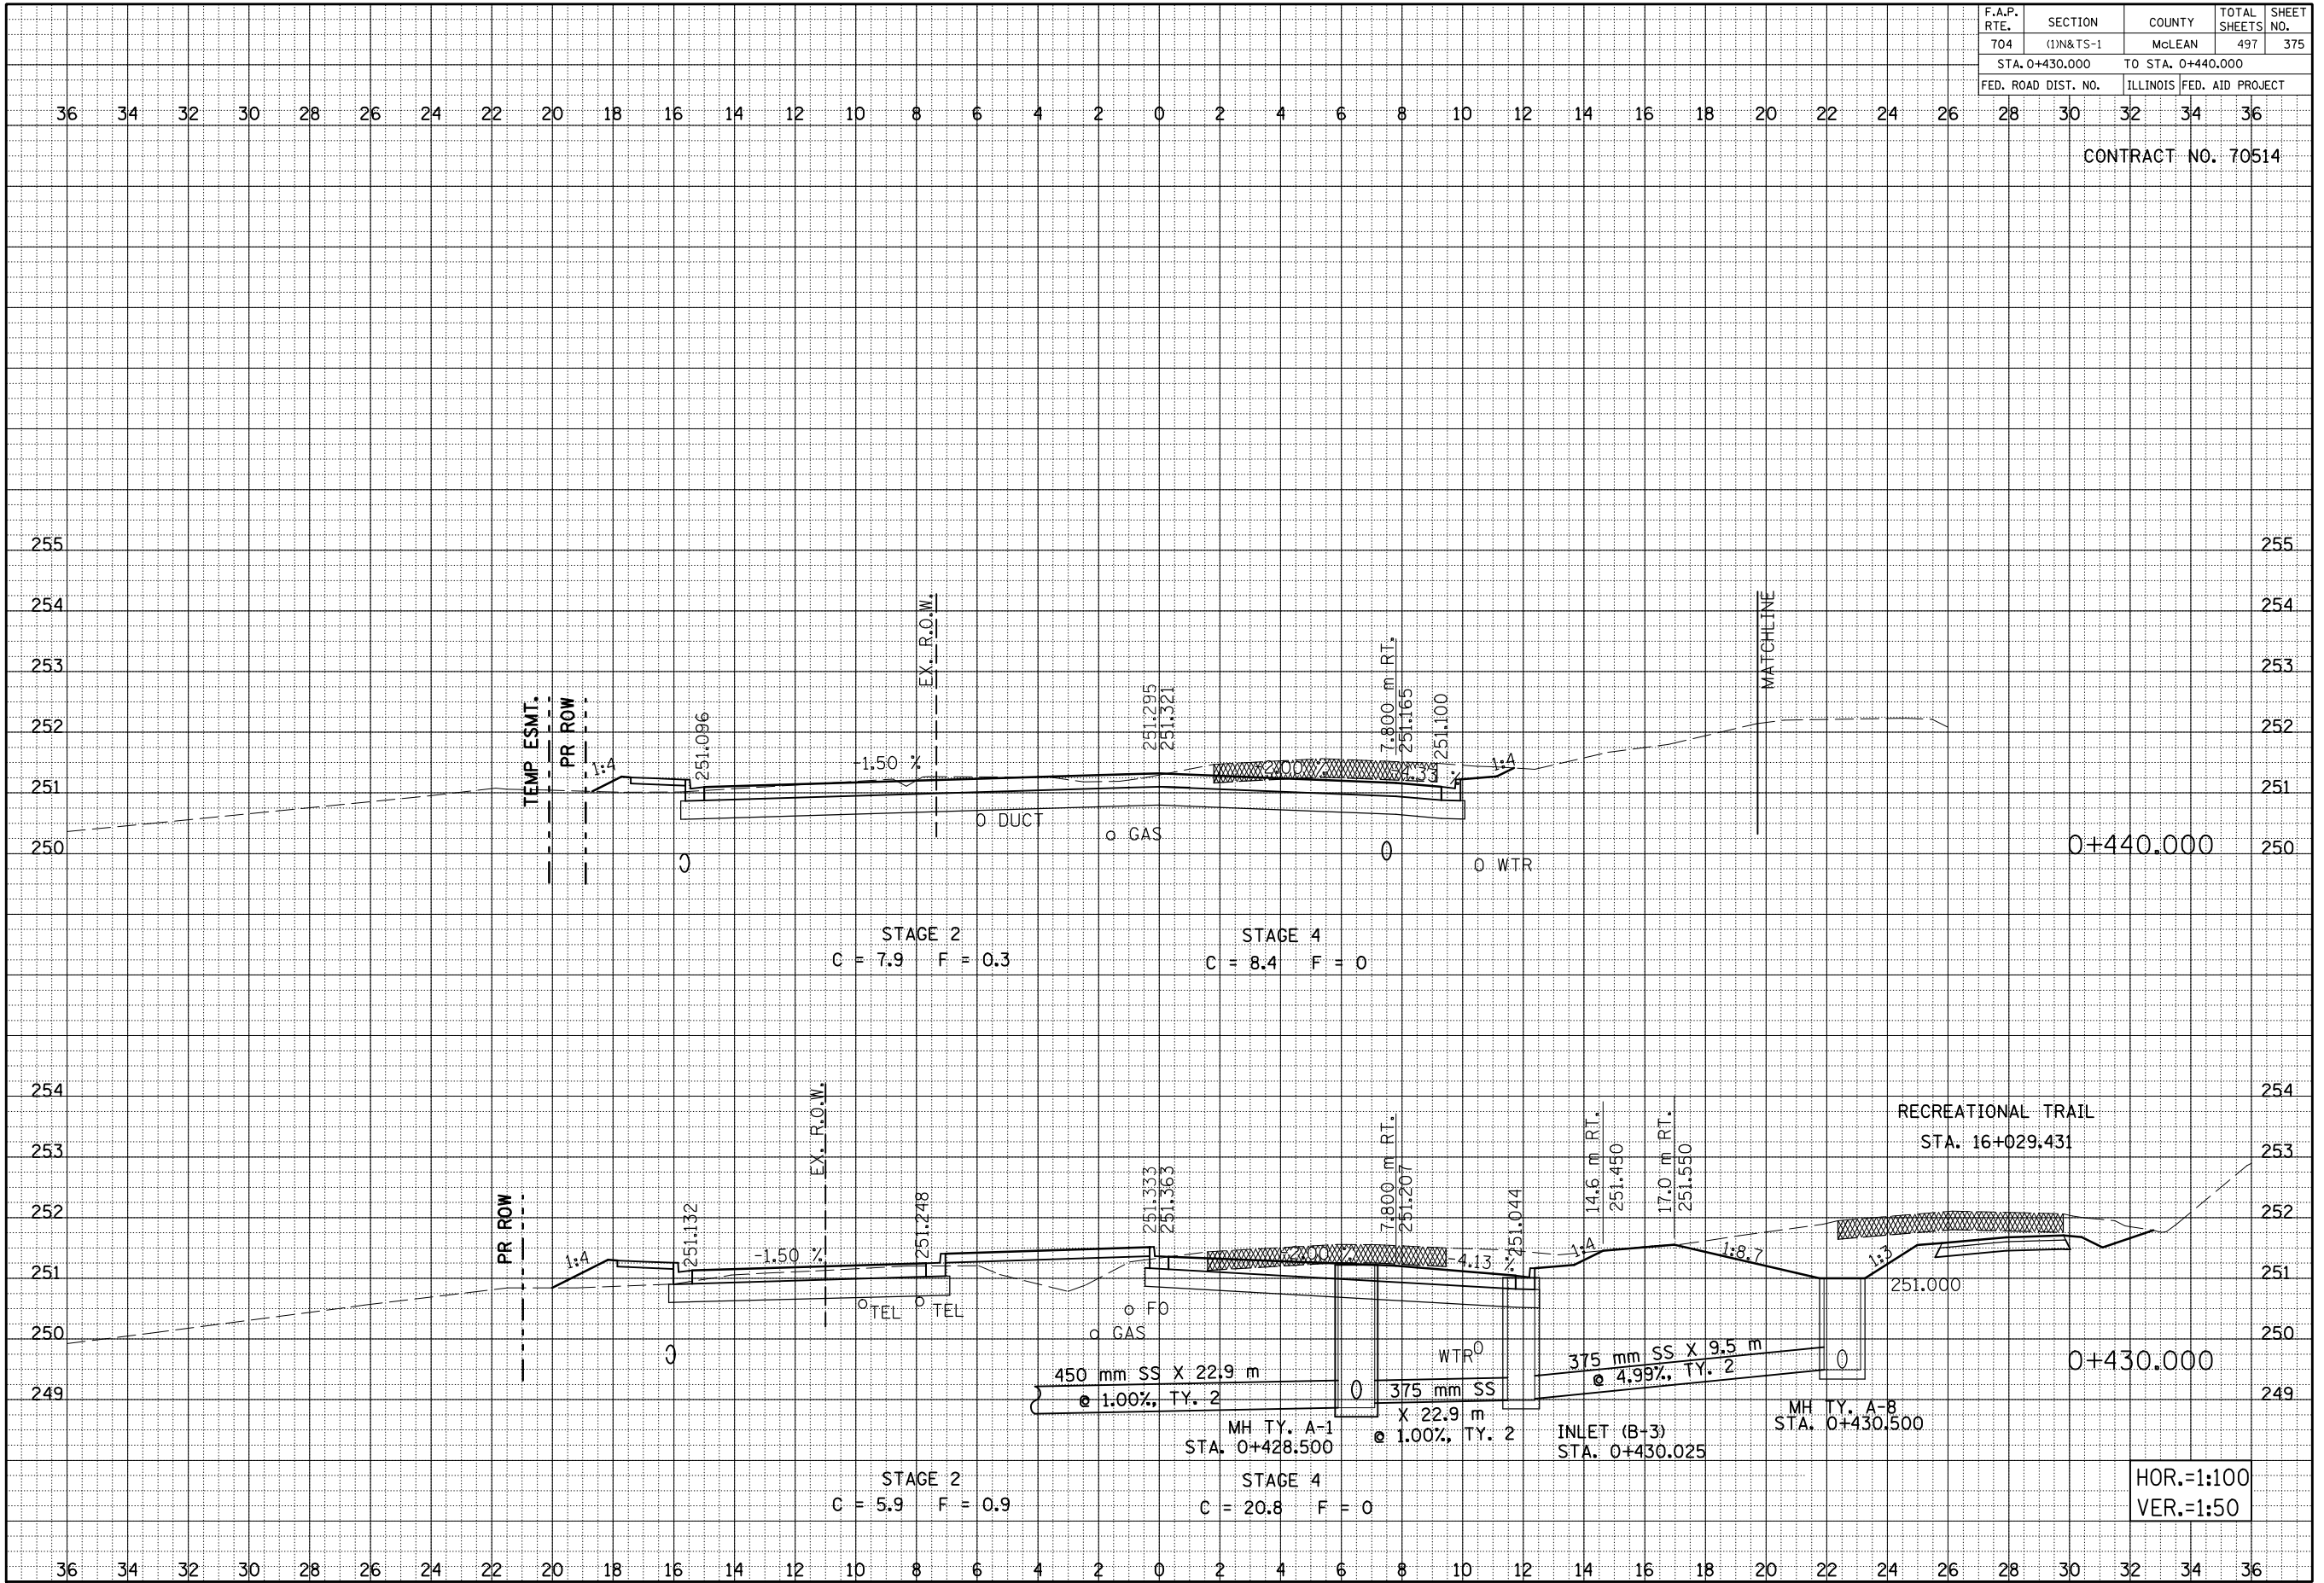 F.A.P. RTE. SECTION COUNTY TOTAL SHEETS SHEET NO.
704 (1)N&TS-1 McLEAN 497 375
STA. 0+430.000 TO STA. 0+440.000
FED. ROAD DIST. NO. ILLINOIS FED. AID PROJECT
36 34 32 30 28 26 24 22 20 18 16 14 12 10 8 6 4 2 0 2 4 6 8 10 12 14 16 18 20 22 24 26 28 30 32 34 36
CONTRACT NO. 70514
255 255
254 254
253 253
252 252
251 251
250 250
TEMP ESMT.
PR ROW
1:4
251.096
-1.50 %
EX. R.O.W.
251.295
251.321
-2.00 %
7.800 m RT.
251.165
251.100
-4.33 %
1:4
MATCHLINE
DUCT
GAS
WTR
0+440.000
STAGE 2
C = 7.9 F = 0.3
STAGE 4
C = 8.4 F = 0
254 254
253 253
252 252
251 251
250 250
249 249
PR ROW
1:4
251.132
-1.50 %
EX. R.O.W.
251.248
251.333
251.363
-2.00 %
7.800 m RT.
251.207
-4.13 %
251.044
1:4
14.6 m RT.
251.450
17.0 m RT.
251.550
1:8.7
1:3
251.000
RECREATIONAL TRAIL
STA. 16+029.431
TEL
TEL
FO
GAS
WTR
450 mm SS X 22.9 m
@ 1.00%, TY. 2
375 mm SS
X 22.9 m
@ 1.00%, TY. 2
375 mm SS X 9.5 m
@ 4.99%, TY. 2
MH TY. A-1
STA. 0+428.500
INLET (B-3)
STA. 0+430.025
MH TY. A-8
STA. 0+430.500
0+430.000
STAGE 2
C = 5.9 F = 0.9
STAGE 4
C = 20.8 F = 0
HOR.=1:100
VER.=1:50
36 34 32 30 28 26 24 22 20 18 16 14 12 10 8 6 4 2 0 2 4 6 8 10 12 14 16 18 20 22 24 26 28 30 32 34 36